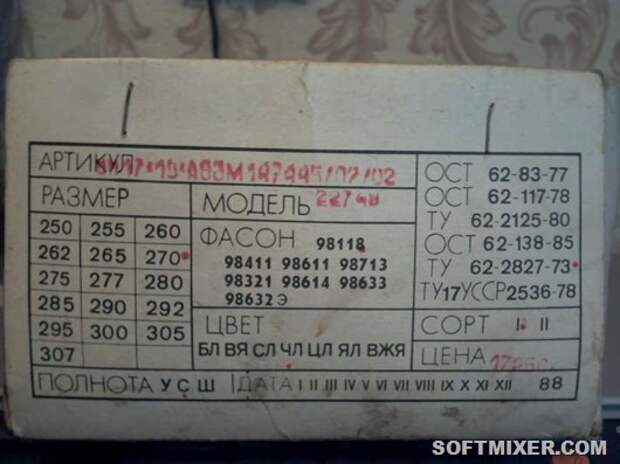 АРТИКУЛ
РАЗМЕР
250 255 260
262 265 270
275 277 280
285 290 292
295 300 305
307
МОДЕЛЬ
ФАСОН 98118
98411 98611 98713
98321 98614 98633
98632 Э
ЦВЕТ
БЛ ВЯ СЛ ЧЛ ЦЛ ЯЛ ВЖЯ
ОСТ 62-83-77
ОСТ 62-117-78
ТУ 62-2125-80
ОСТ 62-138-85
ТУ 62-2827-73
ТУ17УССР2536-78
СОРТ I II
ЦЕНА
ПОЛНОТА У С Ш ДАТА I II III IV V VI VII VIII IX X XI XII 88
SOFTMIXER.COM